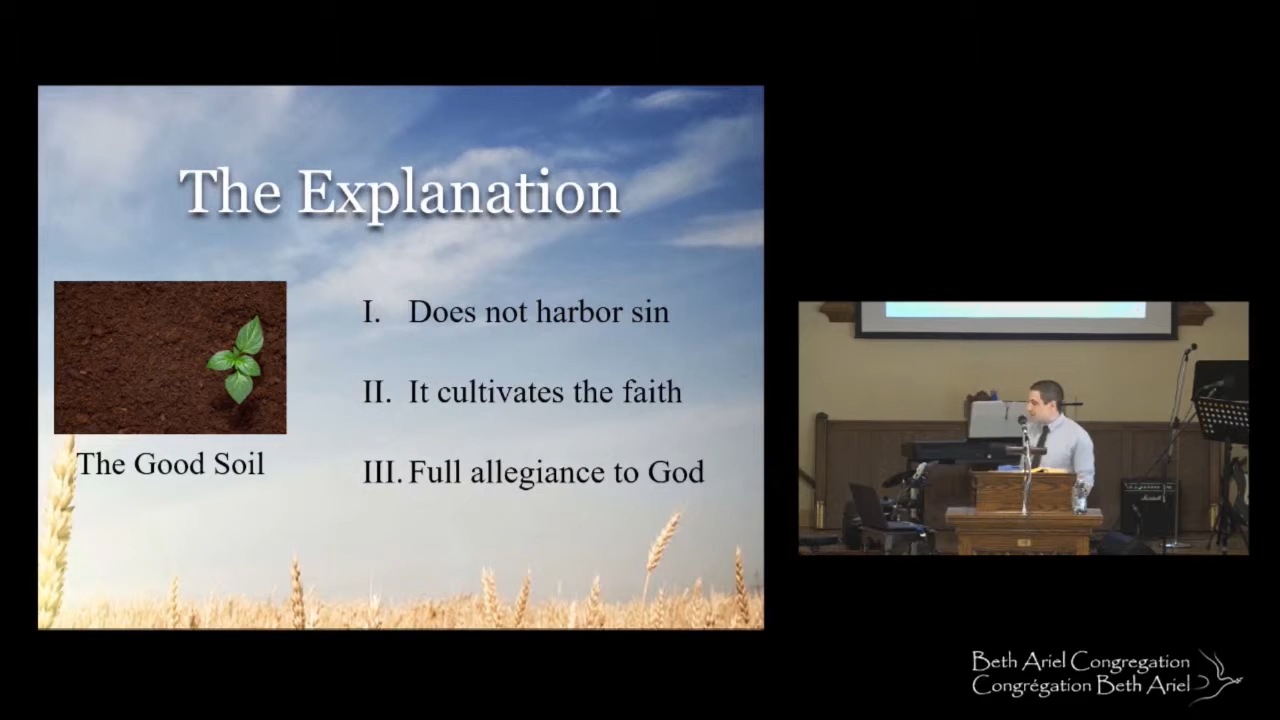 The Explanation
I. Does not harbor sin
II. It cultivates the faith
The Good Soil
III. Full allegiance to God
Marshall
Beth Ariel Congregation
Congrégation Beth Ariel